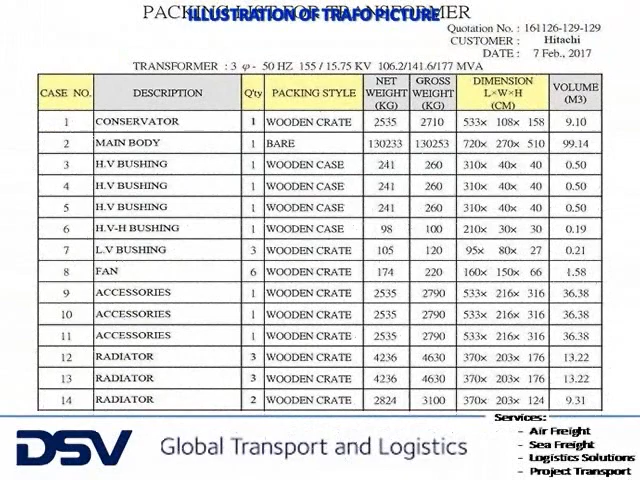 PACKING LIST FOR TRANSFORMER
ILLUSTRATION OF TRAFO PICTURE
Quotation No. : 161126-129-129
CUSTOMER : Hitachi
DATE : 7 Feb., 2017
TRANSFORMER : 3 φ - 50 HZ 155 / 15.75 KV 106.2/141.6/177 MVA
CASE NO. DESCRIPTION Q'ty PACKING STYLE NET WEIGHT (KG) GROSS WEIGHT (KG) DIMENSION L×W×H (CM) VOLUME (M3)
1 CONSERVATOR 1 WOODEN CRATE 2535 2710 533× 108× 158 9.10
2 MAIN BODY 1 BARE 130233 130253 720× 270× 510 99.14
3 H.V BUSHING 1 WOODEN CASE 241 260 310× 40× 40 0.50
4 H.V BUSHING 1 WOODEN CASE 241 260 310× 40× 40 0.50
5 H.V BUSHING 1 WOODEN CASE 241 260 310× 40× 40 0.50
6 H.V-H BUSHING 1 WOODEN CASE 98 100 210× 30× 30 0.19
7 L.V BUSHING 3 WOODEN CRATE 105 120 95× 80× 27 0.21
8 FAN 6 WOODEN CRATE 174 220 160× 150× 66 1.58
9 ACCESSORIES 1 WOODEN CRATE 2535 2790 533× 216× 316 36.38
10 ACCESSORIES 1 WOODEN CRATE 2535 2790 533× 216× 316 36.38
11 ACCESSORIES 1 WOODEN CRATE 2535 2790 533× 216× 316 36.38
12 RADIATOR 3 WOODEN CRATE 4236 4630 370× 203× 176 13.22
13 RADIATOR 3 WOODEN CRATE 4236 4630 370× 203× 176 13.22
14 RADIATOR 2 WOODEN CRATE 2824 3100 370× 203× 124 9.31
DSV Global Transport and Logistics
Services:
- Air Freight
- Sea Freight
- Logistics Solutions
- Project Transport